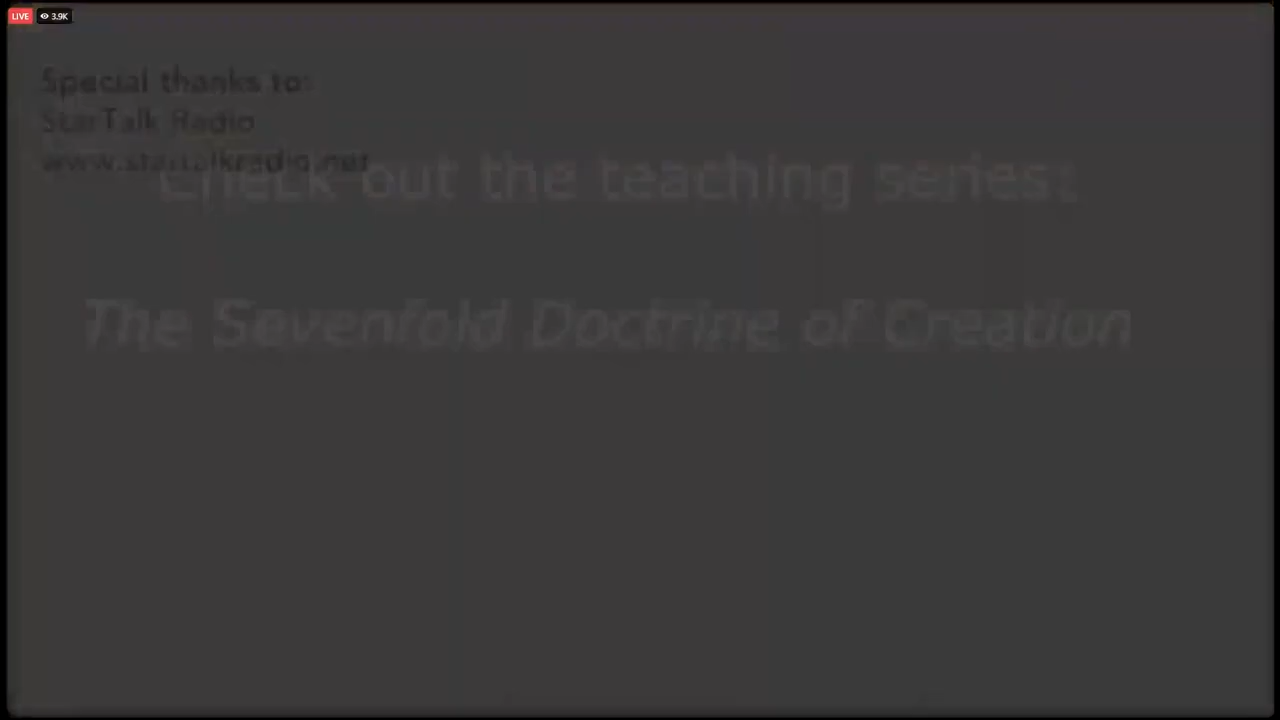 LIVE 3.9K
Special thanks to:
StarTalk Radio
www.startalkradio.net
Check out the teaching series:
The Sevenfold Doctrine of Creation